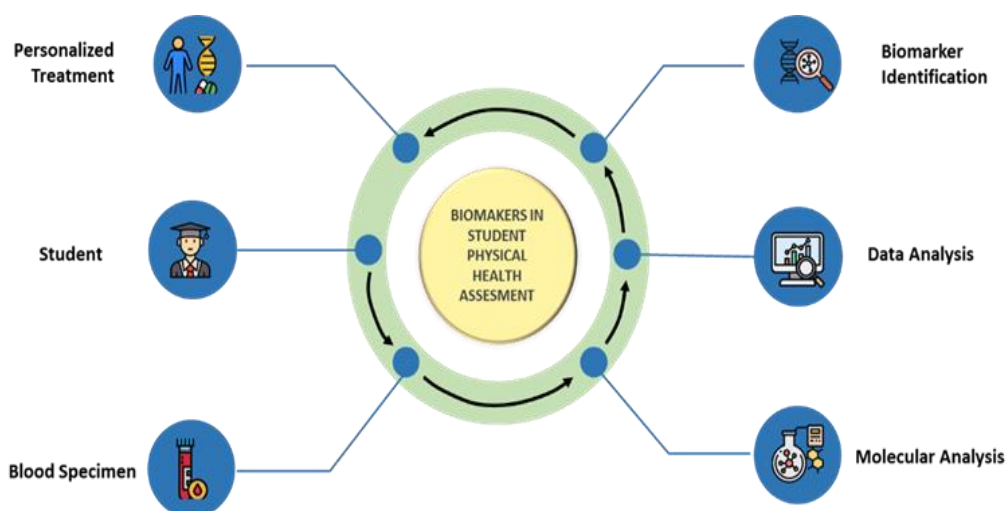 Personalized
Treatment
Biomarker
Identification
BIOMAKERS IN
STUDENT
PHYSICAL
HEALTH
ASSESMENT
Student
Data Analysis
Blood Specimen
Molecular Analysis